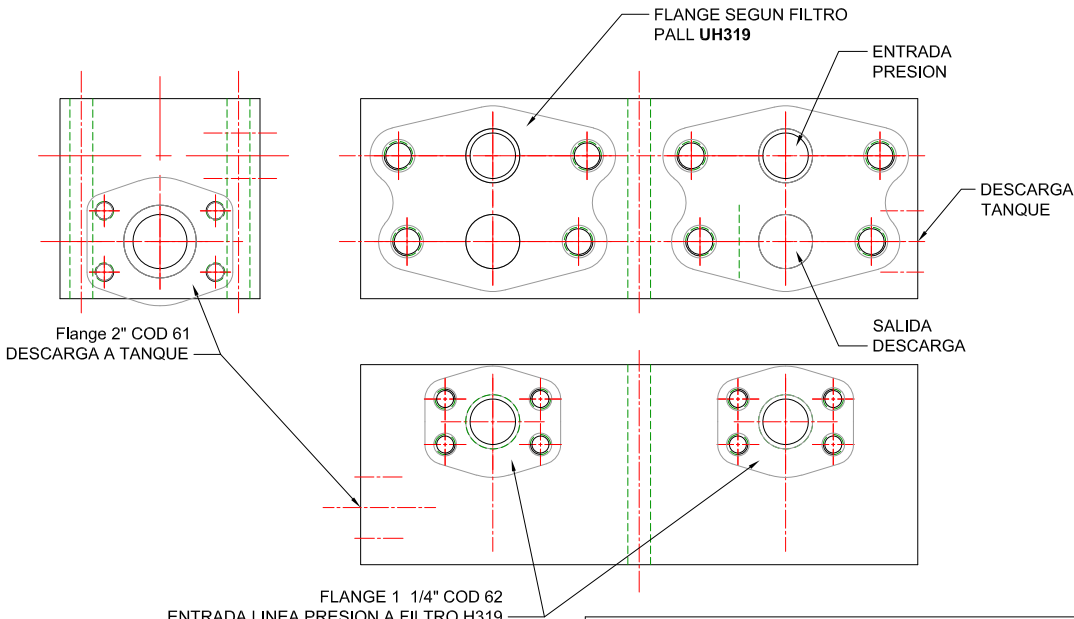 FLANGE SEGUN FILTRO
PALL UH319
ENTRADA
PRESION
DESCARGA
TANQUE
Flange 2" COD 61
DESCARGA A TANQUE
SALIDA
DESCARGA
FLANGE 1 1/4" COD 62
ENTRADA LINEA PRESION A FILTRO H319